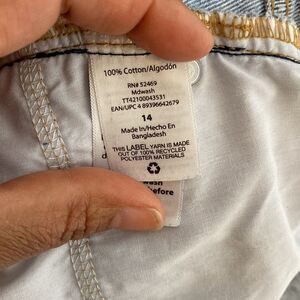 100% Cotton/Algodón
RN# 52469
Mdwash
TT42100043531
EAN/UPC 4 89396642679
14
Made In/Hecho En
Bangladesh
THIS LABEL YARN IS MADE
OUT OF 100% RECYCLED
POLYESTER MATERIALS
before